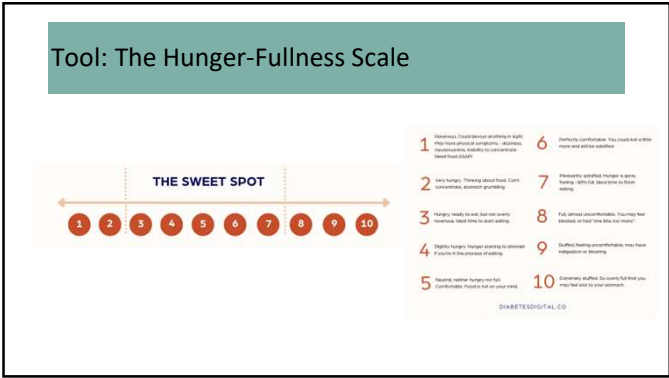 Tool: The Hunger-Fullness Scale
THE SWEET SPOT
1 2 3 4 5 6 7 8 9 10
1 Ravenous. Could devour anything in sight.
May have physical symptoms - dizziness,
inability to concentrate
Need food ASAP!
2 Very hungry. Thinking about food. Can't
concentrate, stomach grumbling.
3 Hungry, ready to eat, but not overly
ravenous. Ideal time to start eating.
4 Slightly hungry. Hunger starting to diminish
if you're in the process of eating.
5 Neutral, neither hungry nor full.
Comfortable. Food is not on your mind.
6 Perfectly comfortable. You could eat a little
more and still be satisfied.
7 Pleasantly satisfied. Hunger is gone,
feeling ~80% full. Ideal time to finish
eating.
8 Full, almost uncomfortable. You may feel
bloated, or had "one bite too many".
9 Stuffed, feeling uncomfortable, may have
indigestion or bloating.
10 Extremely stuffed. So overly full that you
may feel sick to your stomach.
DIABETESDIGITAL.CO